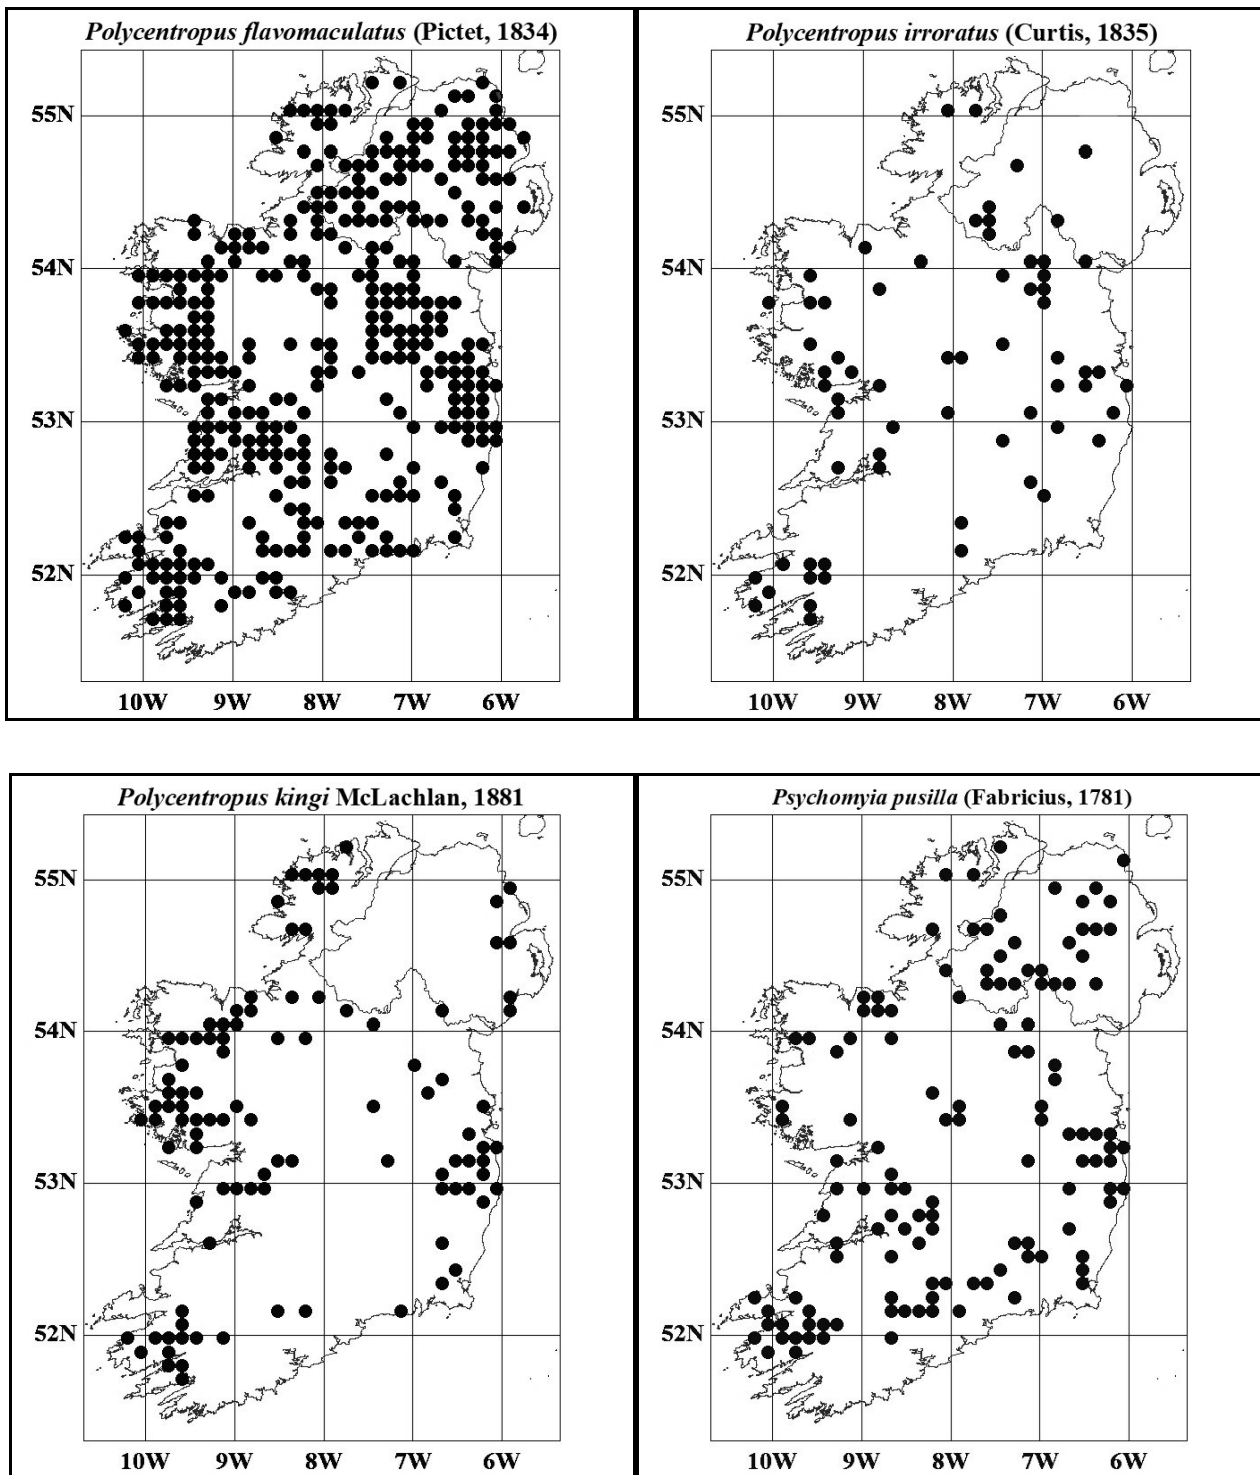 Polycentropus flavomaculatus (Pictet, 1834)
55N
54N
53N
52N
10W 9W 8W 7W 6W
Polycentropus irroratus (Curtis, 1835)
55N
54N
53N
52N
10W 9W 8W 7W 6W
Polycentropus kingi McLachlan, 1881
55N
54N
53N
52N
10W 9W 8W 7W 6W
Psychomyia pusilla (Fabricius, 1781)
55N
54N
53N
52N
10W 9W 8W 7W 6W